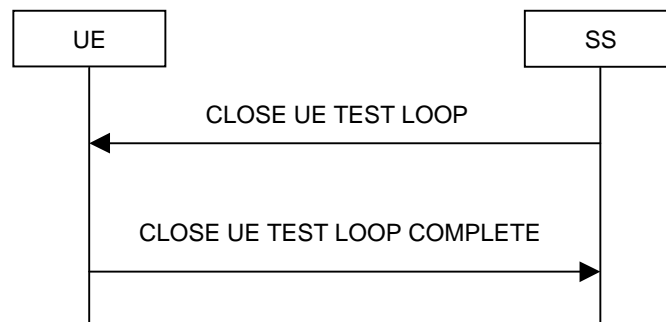 UE
SS
CLOSE UE TEST LOOP
CLOSE UE TEST LOOP COMPLETE